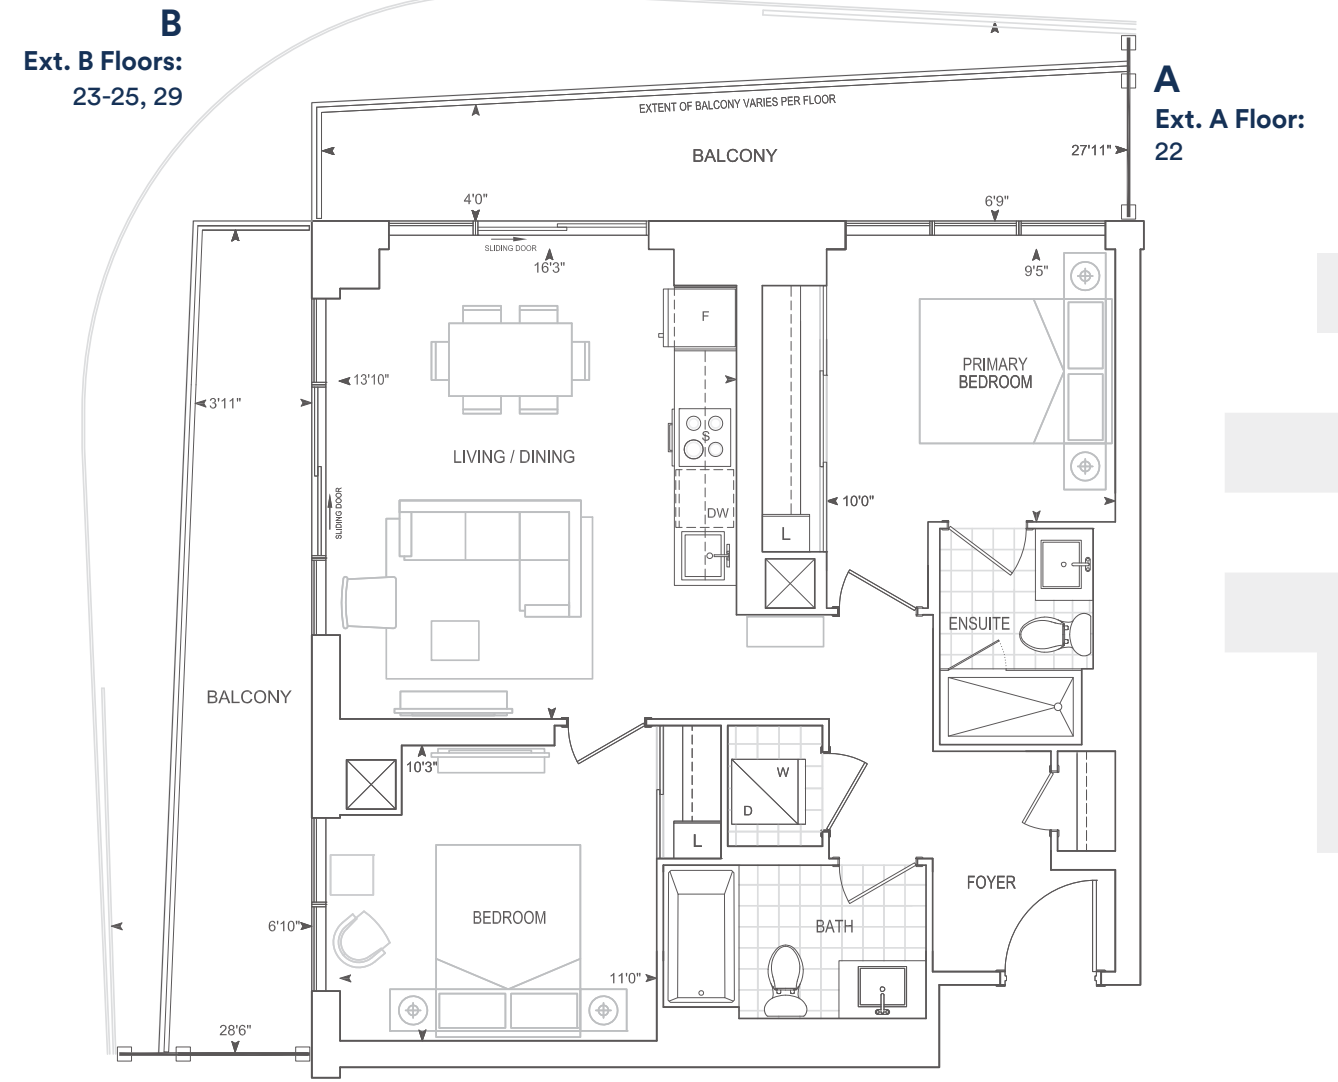 B
Ext. B Floors:
23-25, 29
A
Ext. A Floor:
22
EXTENT OF BALCONY VARIES PER FLOOR
BALCONY
27'11"
4'0"
6'9"
SLIDING DOOR
16'3"
9'5"
F
PRIMARY
BEDROOM
13'10"
3'11"
S
LIVING / DINING
SLIDING DOOR
10'0"
DW
L
ENSUITE
BALCONY
10'3"
W
D
L
FOYER
BEDROOM
BATH
6'10"
11'0"
28'6"